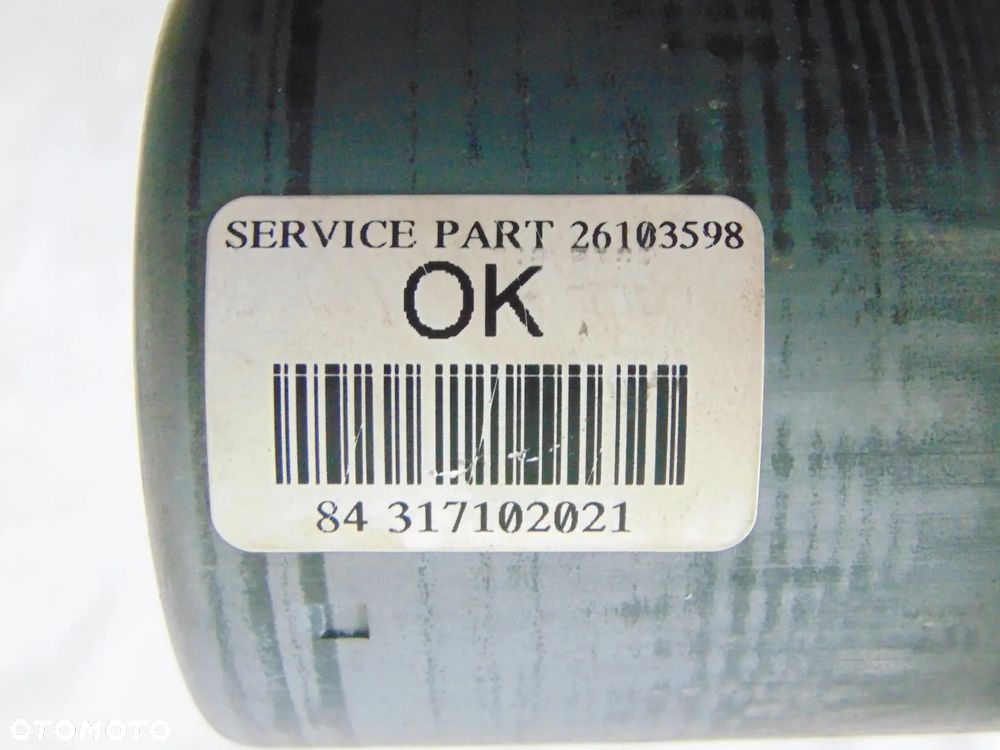 SERVICE PART 26103598
OK
84 317102021
OTOMOTO